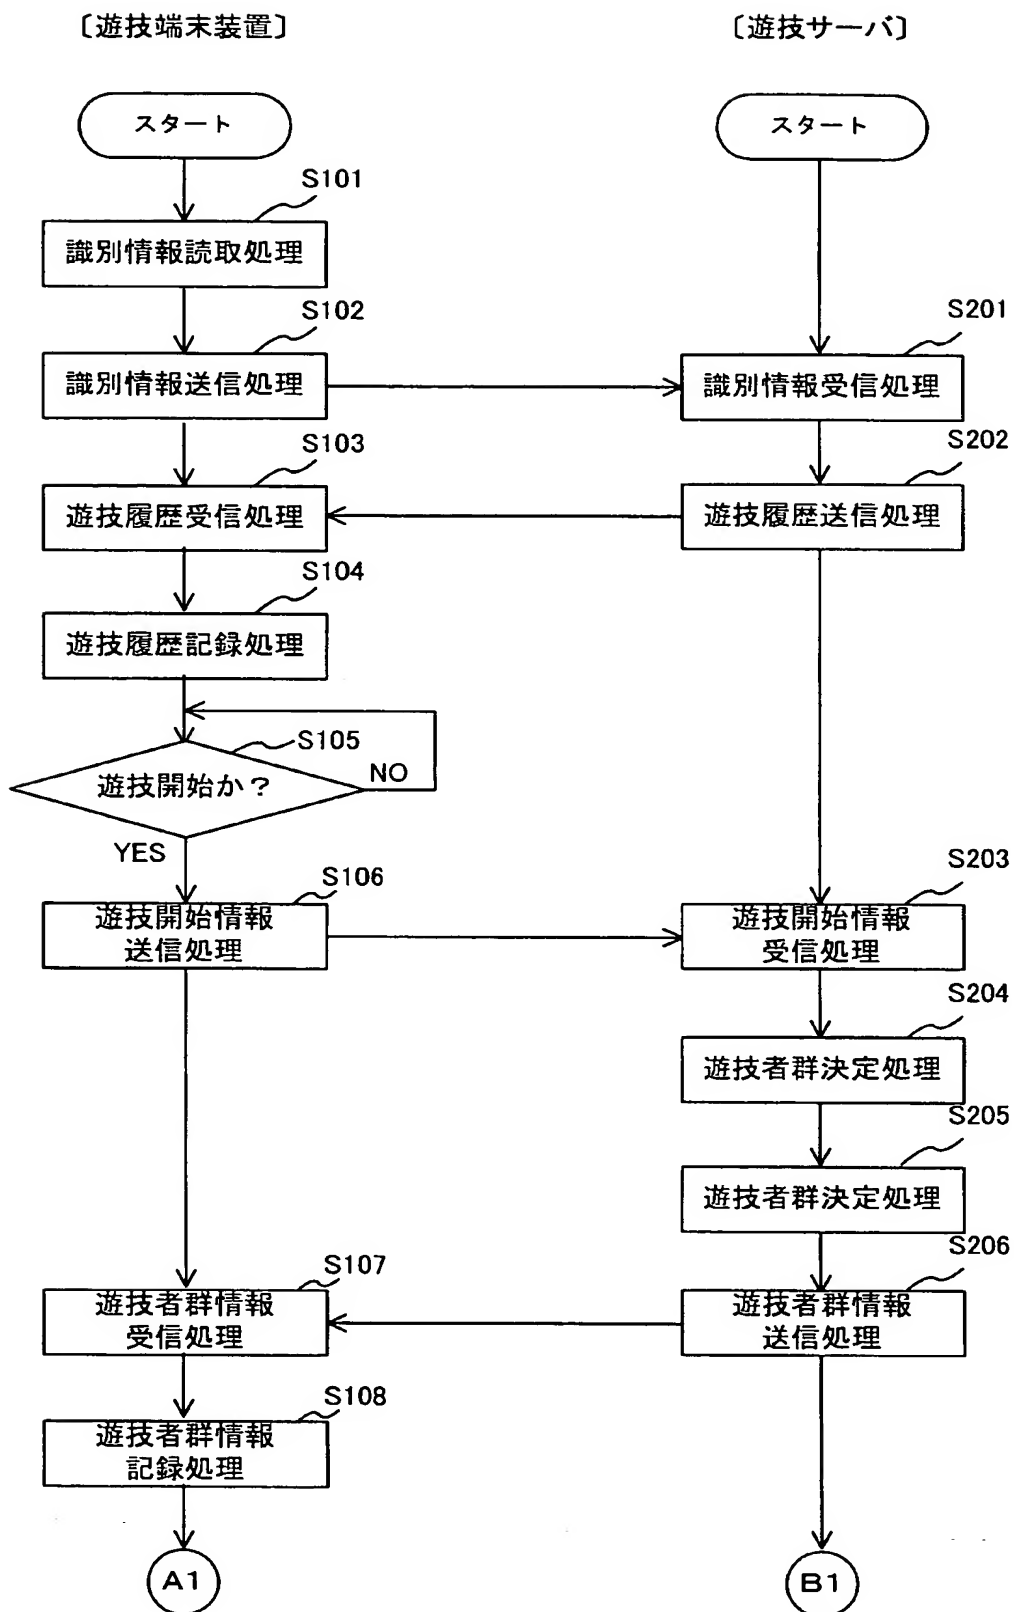 〔遊技端末装置〕
〔遊技サーバ〕
スタート
スタート
S101
識別情報読取処理
S102
識別情報送信処理
S201
識別情報受信処理
S103
遊技履歴受信処理
S202
遊技履歴送信処理
S104
遊技履歴記録処理
S105
遊技開始か？
NO
YES
S106
遊技開始情報
送信処理
S203
遊技開始情報
受信処理
S204
遊技者群決定処理
S205
遊技者群決定処理
S206
遊技者群情報
送信処理
S107
遊技者群情報
受信処理
S108
遊技者群情報
記録処理
A1
B1